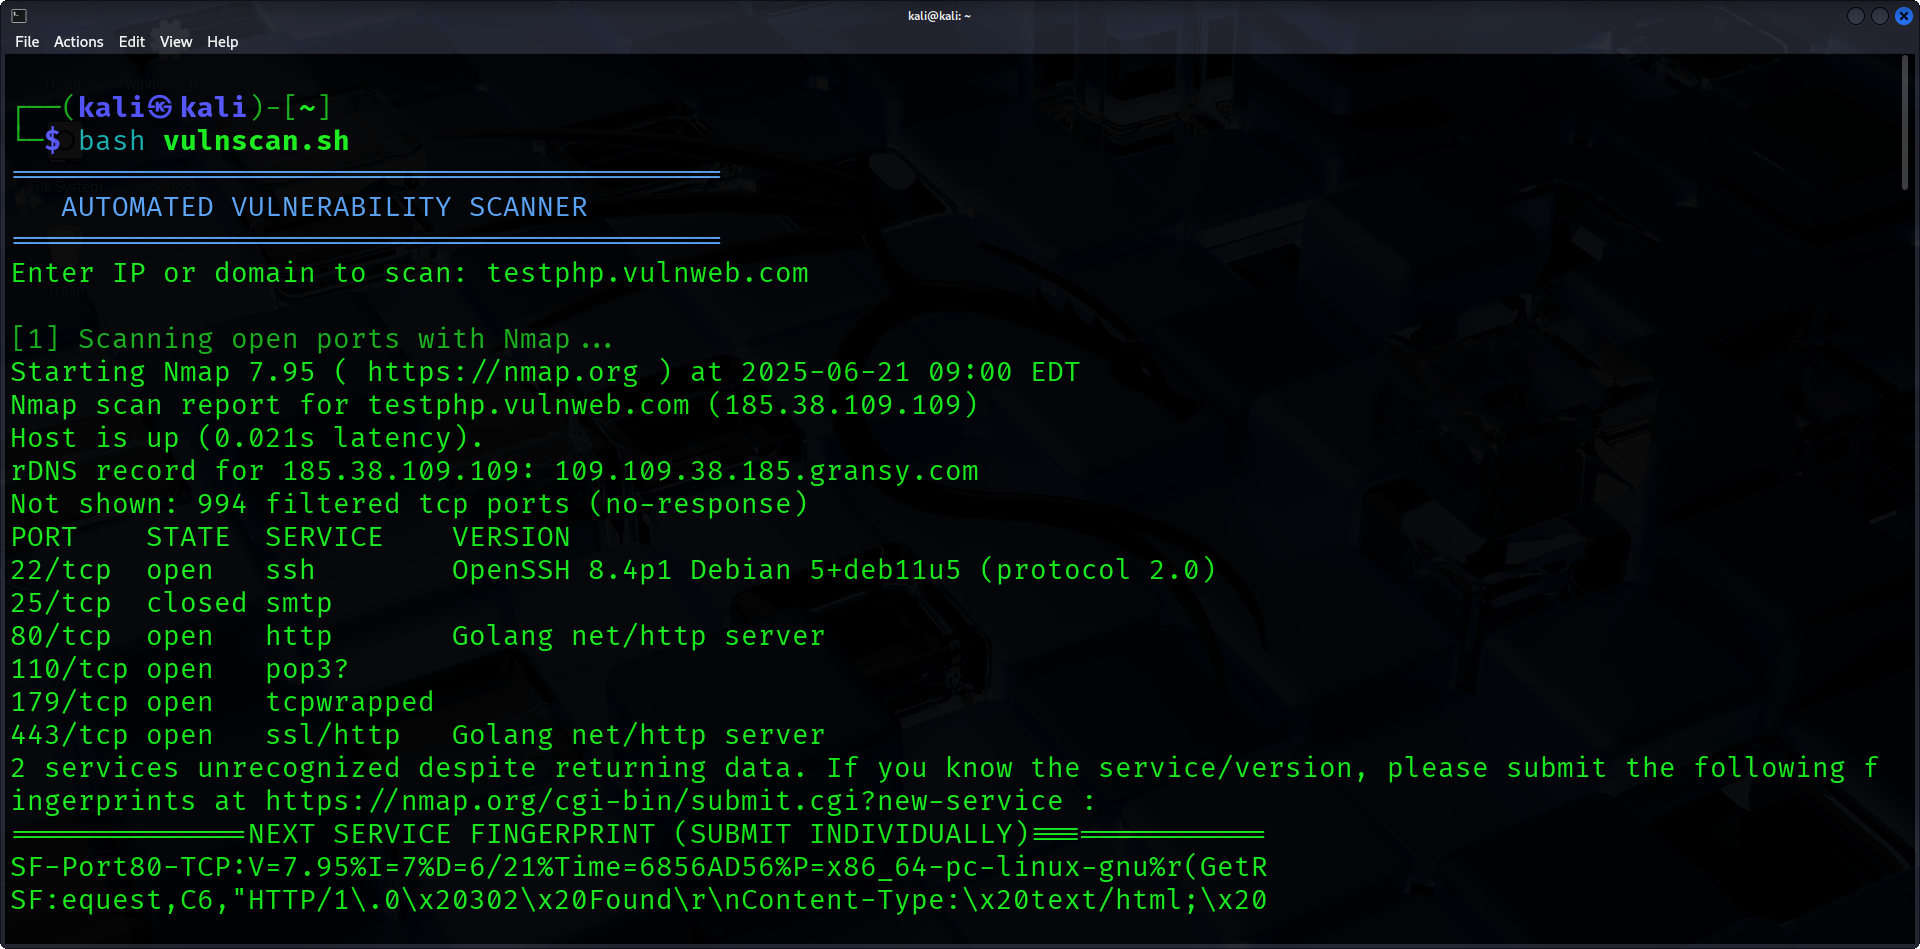 kali@kali: ~
File Actions Edit View Help
┌──(kali㉿kali)-[~]
└─$ bash vulnscan.sh
==========================================
AUTOMATED VULNERABILITY SCANNER
==========================================
Enter IP or domain to scan: testphp.vulnweb.com
[1] Scanning open ports with Nmap...
Starting Nmap 7.95 ( https://nmap.org ) at 2025-06-21 09:00 EDT
Nmap scan report for testphp.vulnweb.com (185.38.109.109)
Host is up (0.021s latency).
rDNS record for 185.38.109.109: 109.109.38.185.gransy.com
Not shown: 994 filtered tcp ports (no-response)
PORT STATE SERVICE VERSION
22/tcp open ssh OpenSSH 8.4p1 Debian 5+deb11u5 (protocol 2.0)
25/tcp closed smtp
80/tcp open http Golang net/http server
110/tcp open pop3?
179/tcp open tcpwrapped
443/tcp open ssl/http Golang net/http server
2 services unrecognized despite returning data. If you know the service/version, please submit the following f
ingerprints at https://nmap.org/cgi-bin/submit.cgi?new-service :
==============NEXT SERVICE FINGERPRINT (SUBMIT INDIVIDUALLY)==============
SF-Port80-TCP:V=7.95%I=7%D=6/21%Time=6856AD56%P=x86_64-pc-linux-gnu%r(GetR
SF:equest,C6,"HTTP/1\.0\x20302\x20Found\r\nContent-Type:\x20text/html;\x20